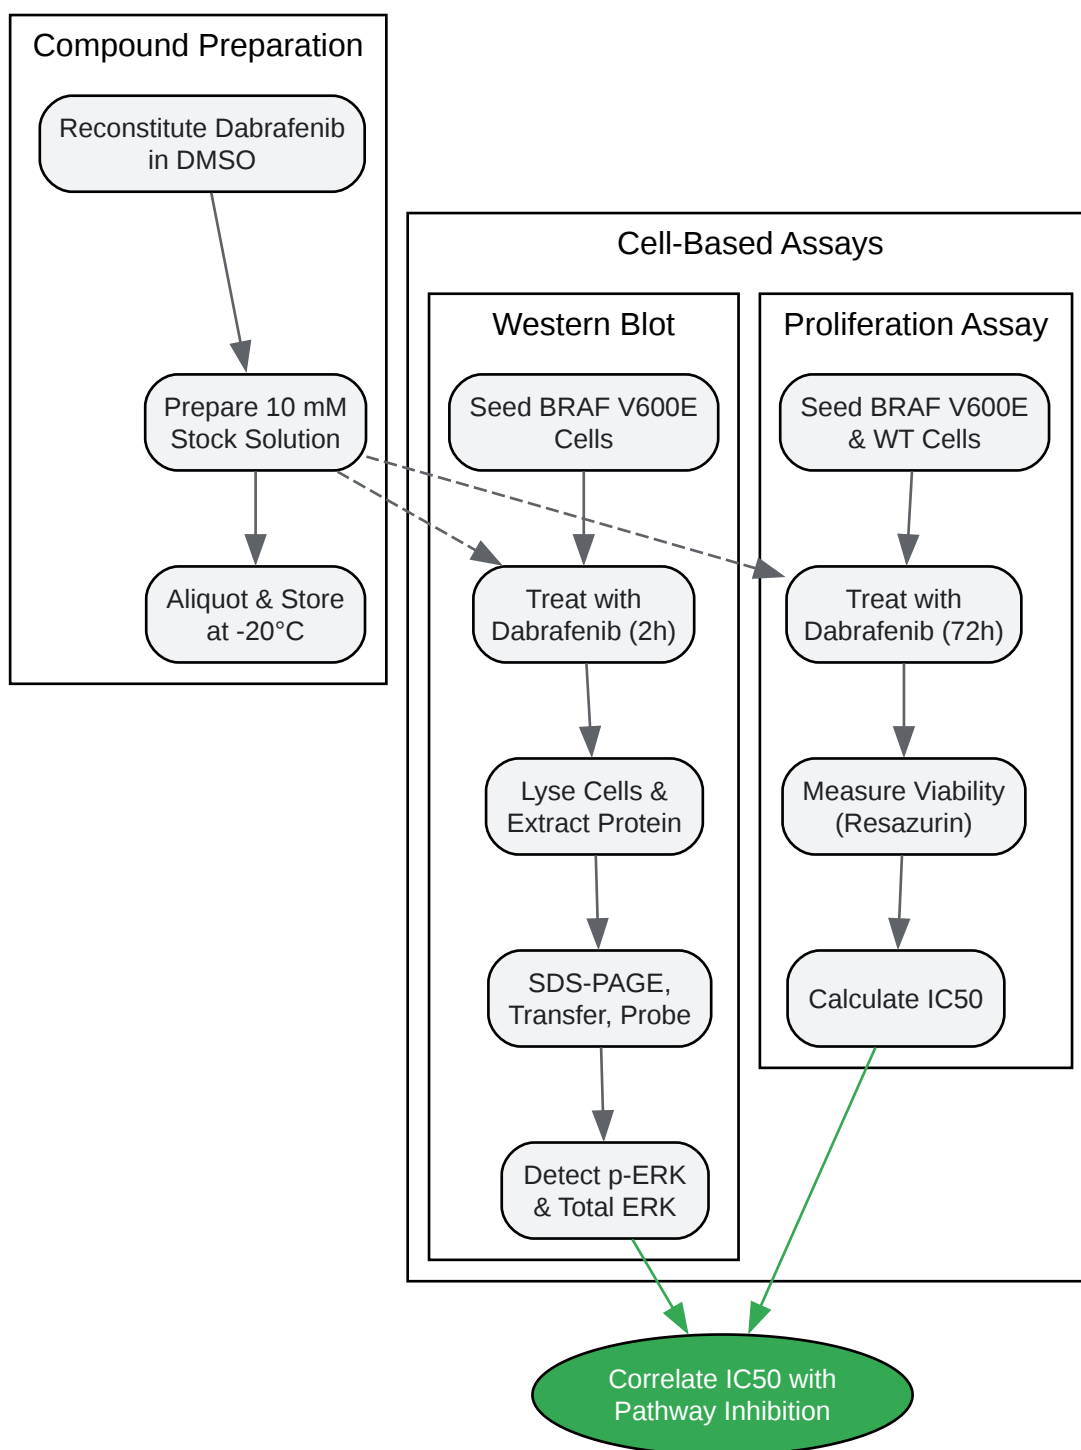 Compound Preparation
Reconstitute Dabrafenib
in DMSO
Prepare 10 mM
Stock Solution
Aliquot & Store
at -20°C
Cell-Based Assays
Western Blot
Seed BRAF V600E
Cells
Treat with
Dabrafenib (2h)
Lyse Cells &
Extract Protein
SDS-PAGE,
Transfer, Probe
Detect p-ERK
& Total ERK
Proliferation Assay
Seed BRAF V600E
& WT Cells
Treat with
Dabrafenib (72h)
Measure Viability
(Resazurin)
Calculate IC50
Correlate IC50 with
Pathway Inhibition